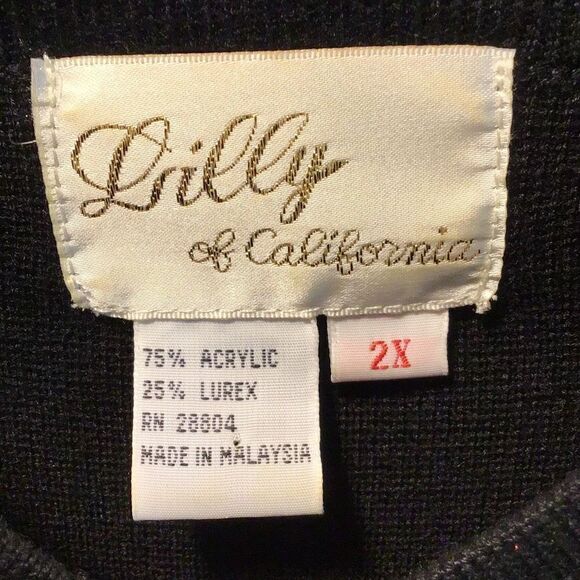 Lilly
of California
75% ACRYLIC
25% LUREX
RN 28804
MADE IN MALAYSIA
2X